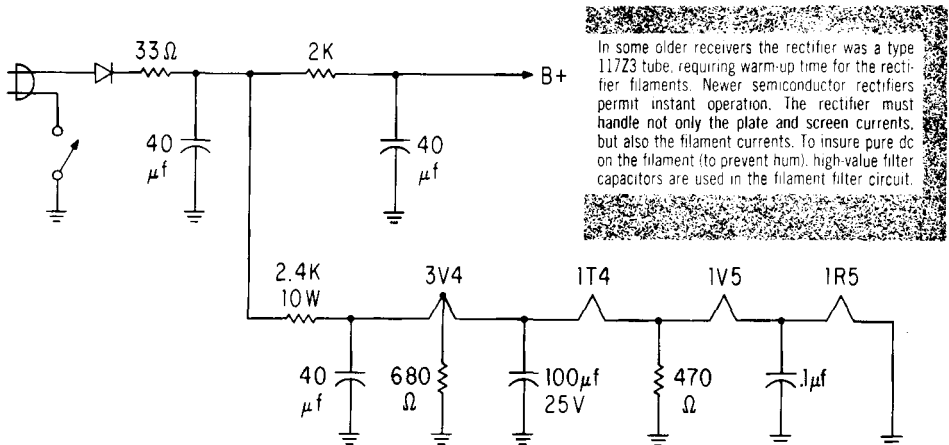 33Ω
2K
B+
40
μf
40
μf
In some older receivers the rectifier was a type
117Z3 tube, requiring warm-up time for the recti-
fier filaments. Newer semiconductor rectifiers
permit instant operation. The rectifier must
handle not only the plate and screen currents,
but also the filament currents. To insure pure dc
on the filament (to prevent hum), high-value filter
capacitors are used in the filament filter circuit.
2.4K
10W
3V4
1T4
1V5
1R5
40
μf
680
Ω
100μf
25V
470
Ω
.1μf